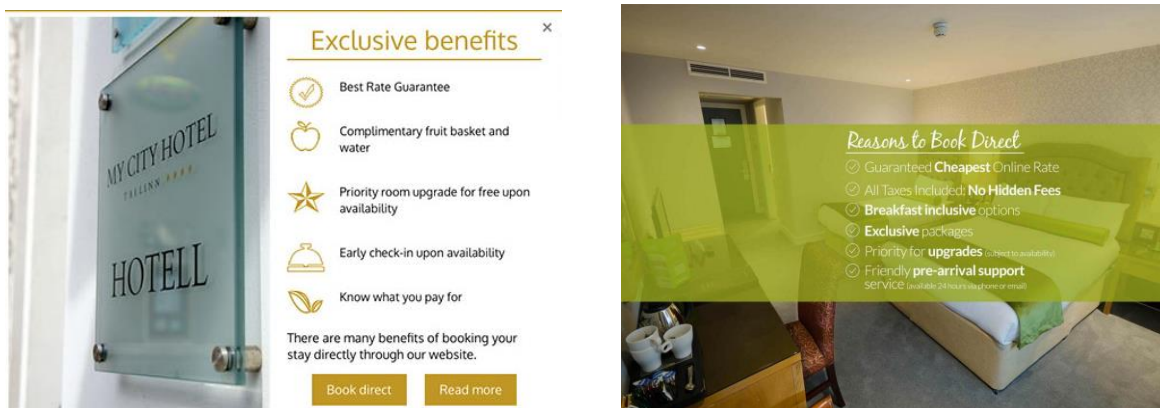 MY CITY HOTEL
TALLINN ★★★★
HOTELL
Exclusive benefits
×
Best Rate Guarantee
Complimentary fruit basket and
water
Priority room upgrade for free upon
availability
Early check-in upon availability
Know what you pay for
There are many benefits of booking your
stay directly through our website.
Book direct
Read more
Reasons to Book Direct
Guaranteed Cheapest Online Rate
All Taxes Included: No Hidden Fees
Breakfast inclusive options
Exclusive packages
Priority for upgrades (subject to availability)
Friendly pre-arrival support
service (available 24 hours via phone or email)